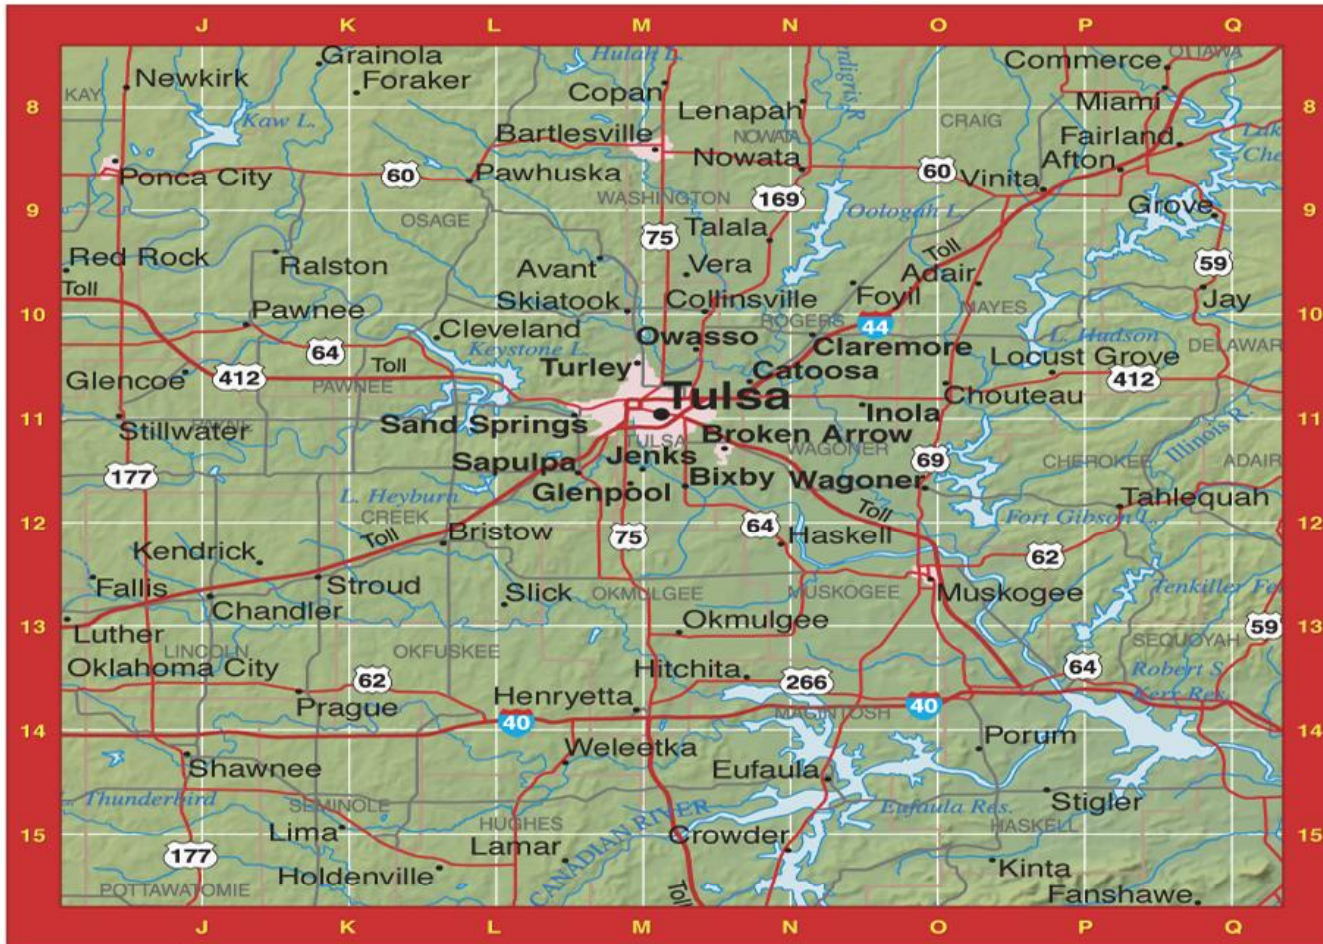 J K L M N O P Q
Grainola
Hulah L.
Commerce
OTTAWA
Newkirk
Foraker
Copan
KAY
Lenapah
Miami
8
8
Kaw L.
Bartlesville
NOWATA
CRAIG
Fairland
Nowata
Afton
Ponca City
60
Pawhuska
60
Vinita
WASHINGTON
169
Grove
9
9
OSAGE
Oologah L.
75
Talala
Toll
Red Rock
Ralston
Avant
Vera
Adair
59
Toll
Skiatook
Collinsville
Foyil
MAYES
Jay
Pawnee
10
10
Cleveland
ROGERS
44
Owasso
L. Hudson
64
Keystone L.
Claremore
DELAWAR
Toll
Turley
Catoosa
Locust Grove
Glencoe
412
PAWNEE
412
Tulsa
Chouteau
11
11
Sand Springs
Inola
Stillwater
TULSA
Broken Arrow
Illinois R.
WAGONER
Sapulpa
Jenks
69
CHEROKEE
ADAIR
177
Glenpool
Bixby
Wagoner
L. Heyburn
Tahlequah
12
CREEK
Toll
Fort Gibson L.
12
Bristow
75
64
Haskell
Toll
Kendrick
62
Fallis
Stroud
Slick
OKMULGEE
MUSKOGEE
Muskogee
Tenkiller Fe
Chandler
13
Okmulgee
59
13
Luther
LINCOLN
OKFUSKEE
SEQUOYAH
Oklahoma City
62
Hitchita
266
64
Robert S.
Kerr Res.
Prague
Henryetta
40
40
MACINTOSH
14
14
Weleetka
Porum
Shawnee
Eufaula
L. Thunderbird
SEMINOLE
Eufaula Res.
Stigler
HUGHES
CANADIAN RIVER
HASKELL
15
Lima
Lamar
Crowder
15
177
Holdenville
Kinta
POTTAWATOMIE
Toll
Fanshawe
J K L M N O P Q